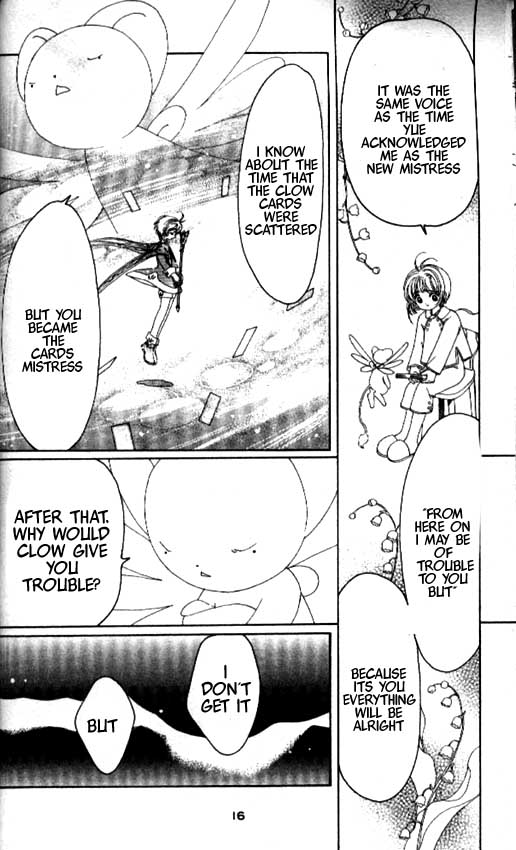 IT WAS THE
SAME VOICE
AS THE TIME
YUE
ACKNOWLEDGED
ME AS THE
NEW MISTRESS
"FROM
HERE ON
I MAY BE
OF TROUBLE
TO YOU
BUT"
BECAUSE
ITS YOU
EVERYTHING
WILL BE
ALRIGHT
I KNOW
ABOUT THE
TIME THAT
THE CLOW
CARDS
WERE
SCATTERED
BUT YOU
BECAME
THE
CARDS
MISTRESS
AFTER THAT.
WHY WOULD
CLOW GIVE
YOU
TROUBLE?
I
DON'T
GET IT
BUT
16